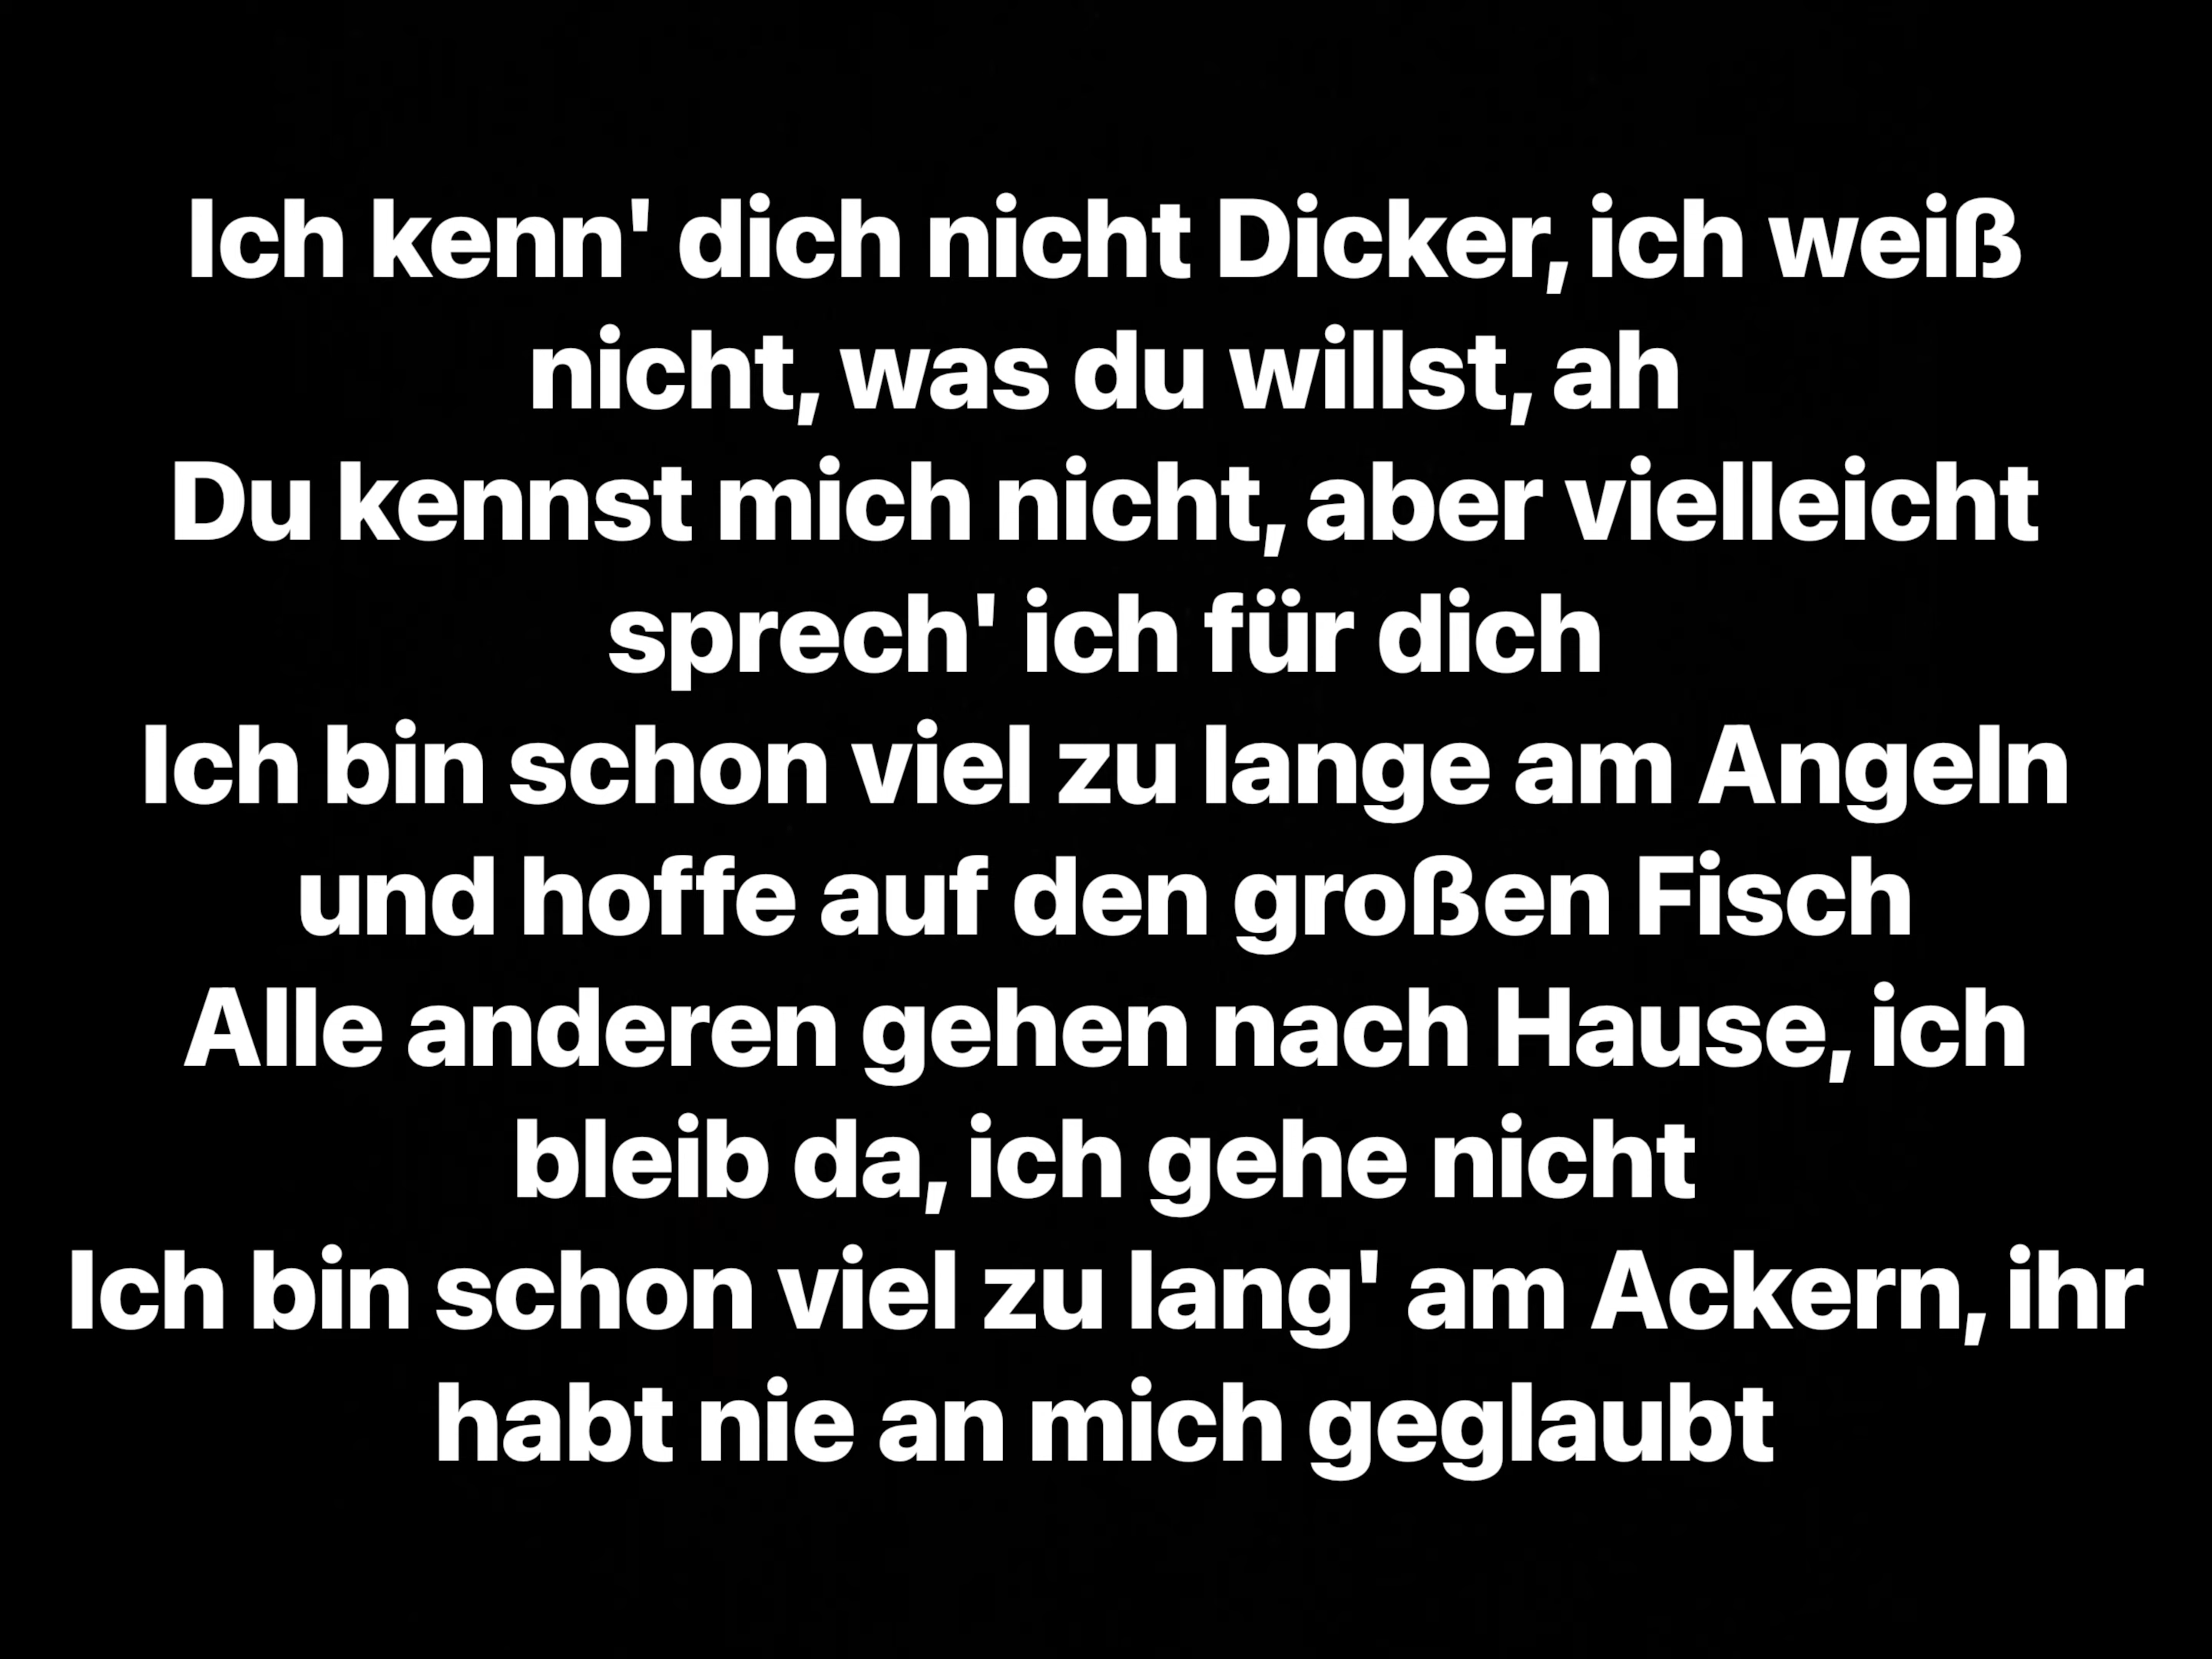 Ich kenn' dich nicht Dicker, ich weiß
nicht, was du willst, ah
Du kennst mich nicht, aber vielleicht
sprech' ich für dich
Ich bin schon viel zu lange am Angeln
und hoffe auf den großen Fisch
Alle anderen gehen nach Hause, ich
bleib da, ich gehe nicht
Ich bin schon viel zu lang' am Ackern, ihr
habt nie an mich geglaubt